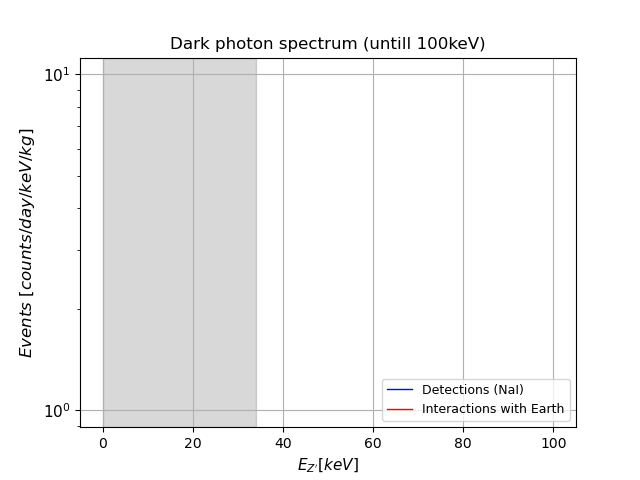 Dark photon spectrum (untill 100keV)
10¹
10⁰
Events [counts/day/keV/kg]
Detections (NaI)
Interactions with Earth
0 20 40 60 80 100
E_{Z'}[keV]